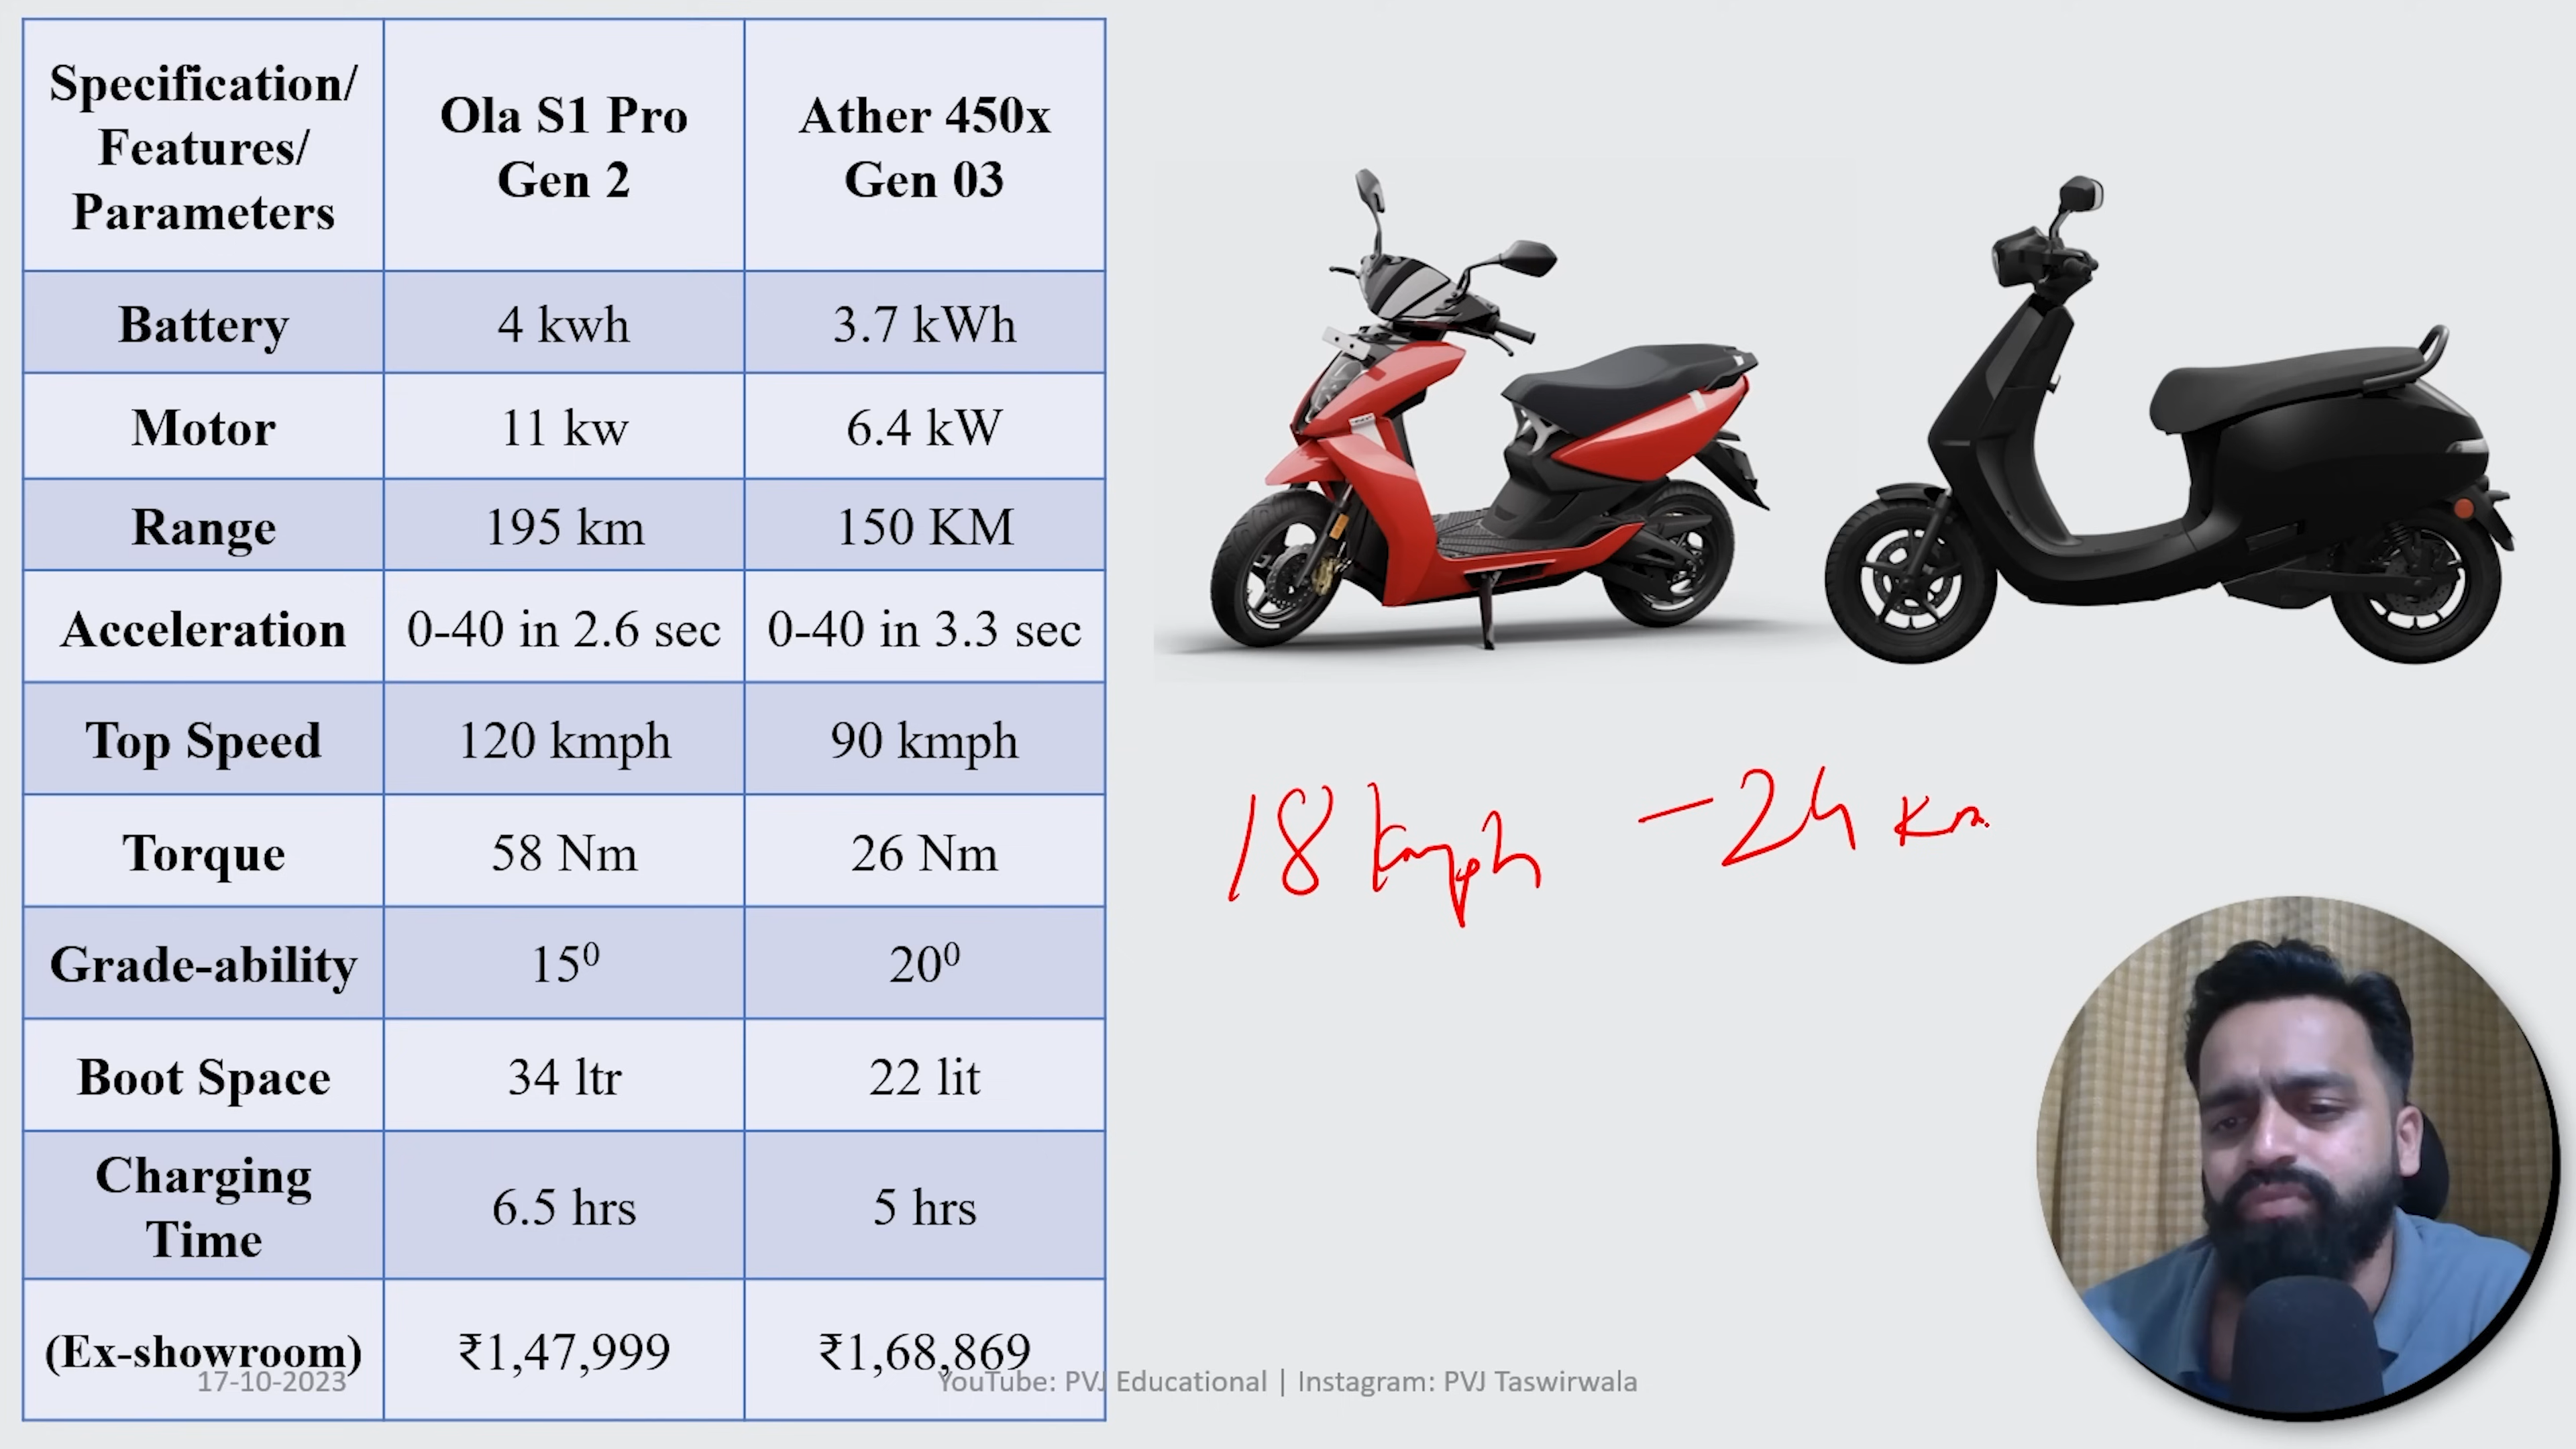 Specification/
Features/
Parameters
Ola S1 Pro
Gen 2
Ather 450x
Gen 03
Battery
4 kwh
3.7 kWh
Motor
11 kw
6.4 kW
Range
195 km
150 KM
Acceleration
0-40 in 2.6 sec
0-40 in 3.3 sec
Top Speed
120 kmph
90 kmph
Torque
58 Nm
26 Nm
Grade-ability
15⁰
20⁰
Boot Space
34 ltr
22 lit
Charging
Time
6.5 hrs
5 hrs
(Ex-showroom)
₹1,47,999
₹1,68,869
18 kmph – 24 Km
17-10-2023
YouTube: PVJ Educational | Instagram: PVJ Taswirwala